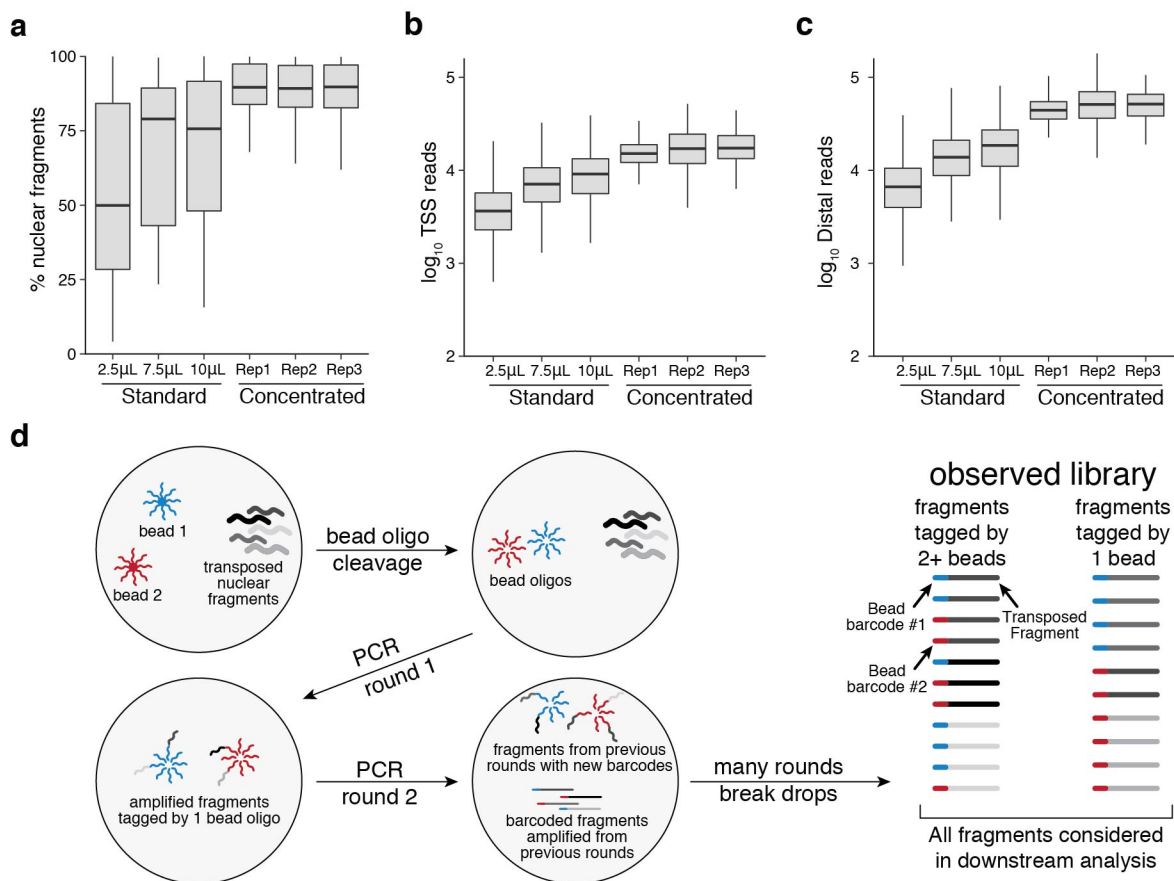 a
% nuclear fragments
100
75
50
25
0
2.5µL 7.5µL 10µL Rep1 Rep2 Rep3
Standard Concentrated
b
log10 TSS reads
5
4
3
2
2.5µL 7.5µL 10µL Rep1 Rep2 Rep3
Standard Concentrated
c
log10 Distal reads
5
4
3
2
2.5µL 7.5µL 10µL Rep1 Rep2 Rep3
Standard Concentrated
d
bead 1
bead 2
transposed
nuclear
fragments
bead oligo
cleavage
bead oligos
PCR
round 1
amplified fragments
tagged by 1 bead oligo
PCR
round 2
fragments from previous
rounds with new barcodes
barcoded fragments
amplified from
previous rounds
many rounds
break drops
observed library
fragments
tagged by
2+ beads
fragments
tagged by
1 bead
Bead
barcode #1
Transposed
Fragment
Bead
barcode #2
All fragments considered
in downstream analysis